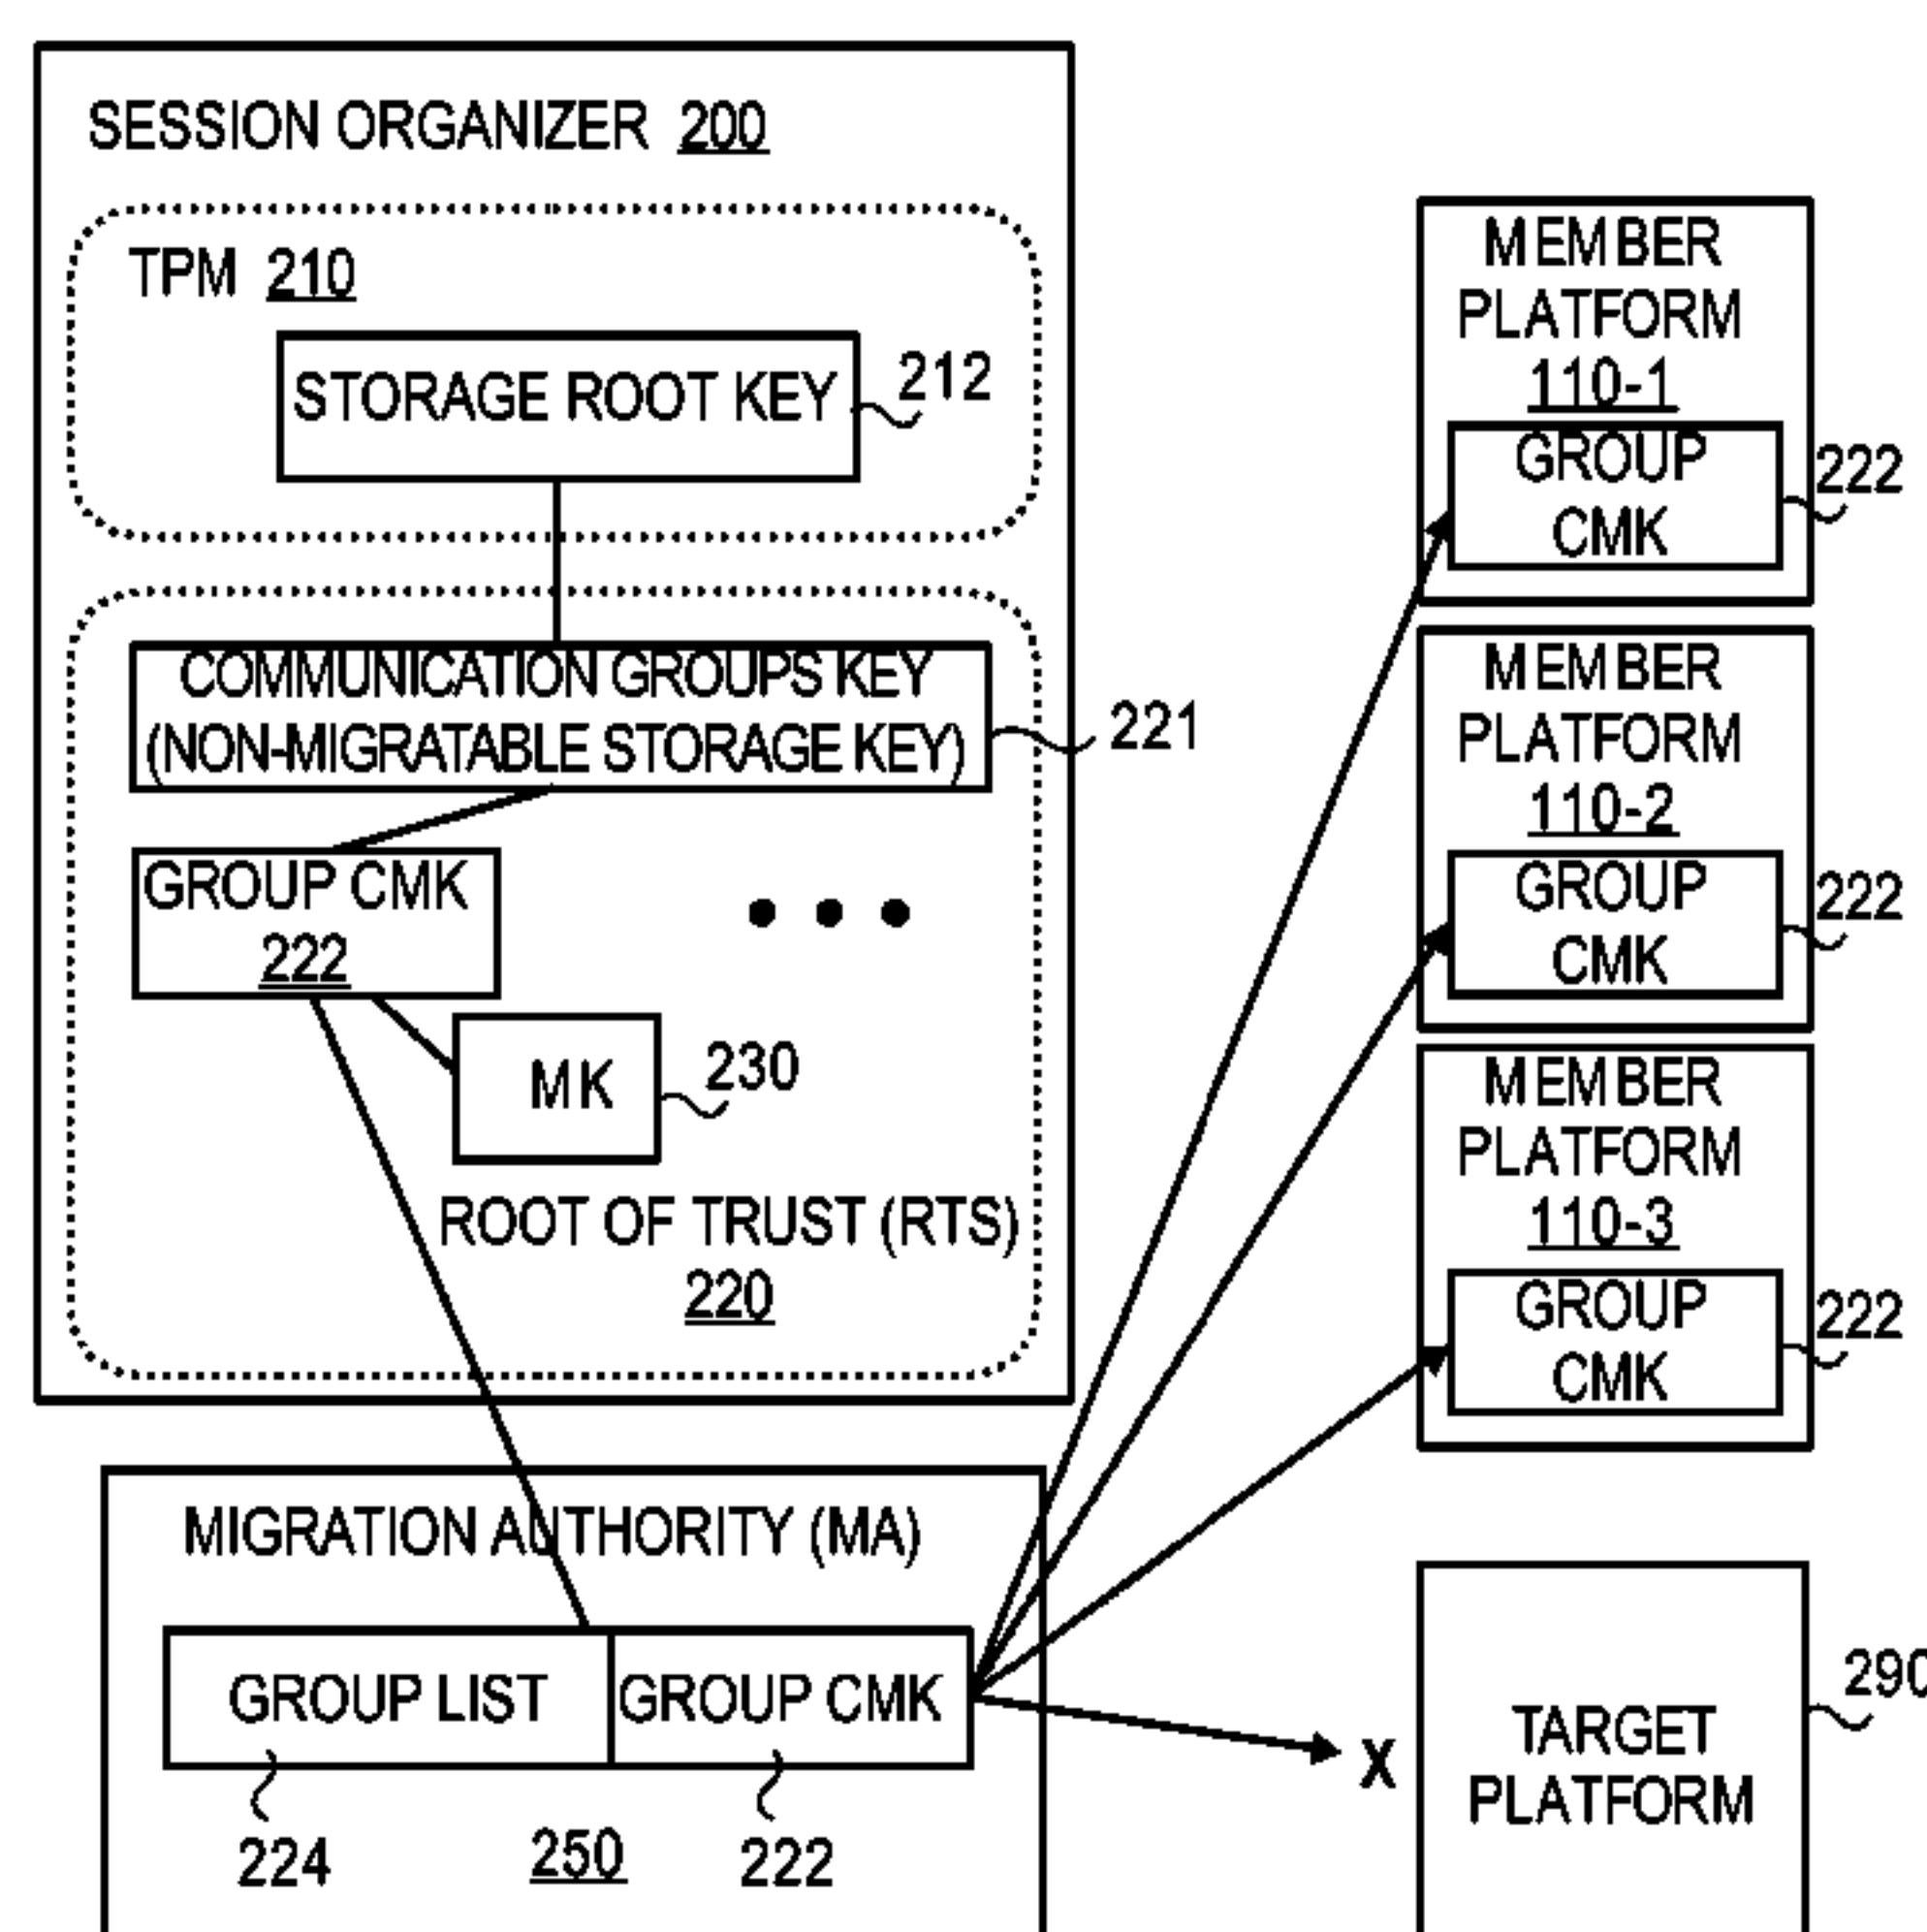 SESSION ORGANIZER 200
TPM 210
STORAGE ROOT KEY
212
COMMUNICATION GROUPS KEY
(NON-MIGRATABLE STORAGE KEY)
221
GROUP CMK
222
MK
230
ROOT OF TRUST (RTS)
220
MIGRATION AUTHORITY (MA)
GROUP LIST
GROUP CMK
224
250
222
MEMBER
PLATFORM
110-1
GROUP
CMK
222
MEMBER
PLATFORM
110-2
GROUP
CMK
222
MEMBER
PLATFORM
110-3
GROUP
CMK
222
X
TARGET
PLATFORM
290